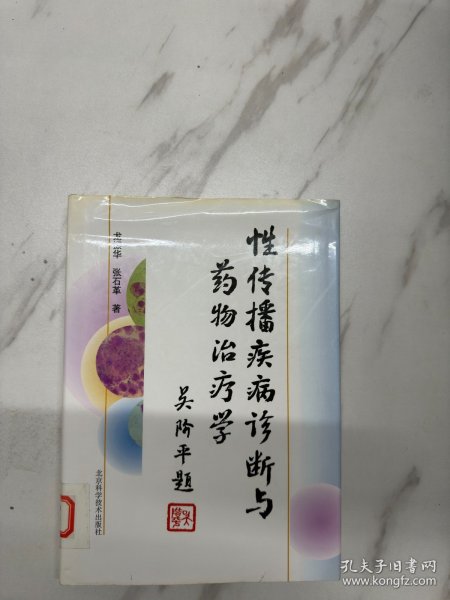 性传播疾病诊断与
药物治疗学
吴阶平题
张石革 著
北京科学技术出版社
孔夫子旧书网
www.kongfz.com